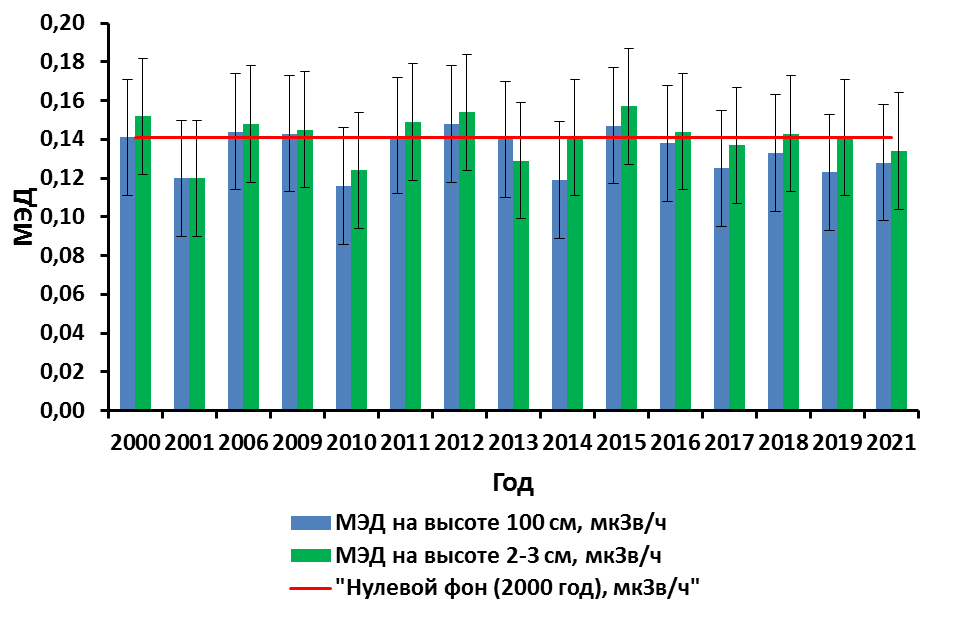 0,20
0,18
0,16
0,14
0,12
0,10
0,08
0,06
0,04
0,02
0,00
МЭД
2000 2001 2006 2009 2010 2011 2012 2013 2014 2015 2016 2017 2018 2019 2021
Год
МЭД на высоте 100 см, мкЗв/ч
МЭД на высоте 2-3 см, мкЗв/ч
"Нулевой фон (2000 год), мкЗв/ч"